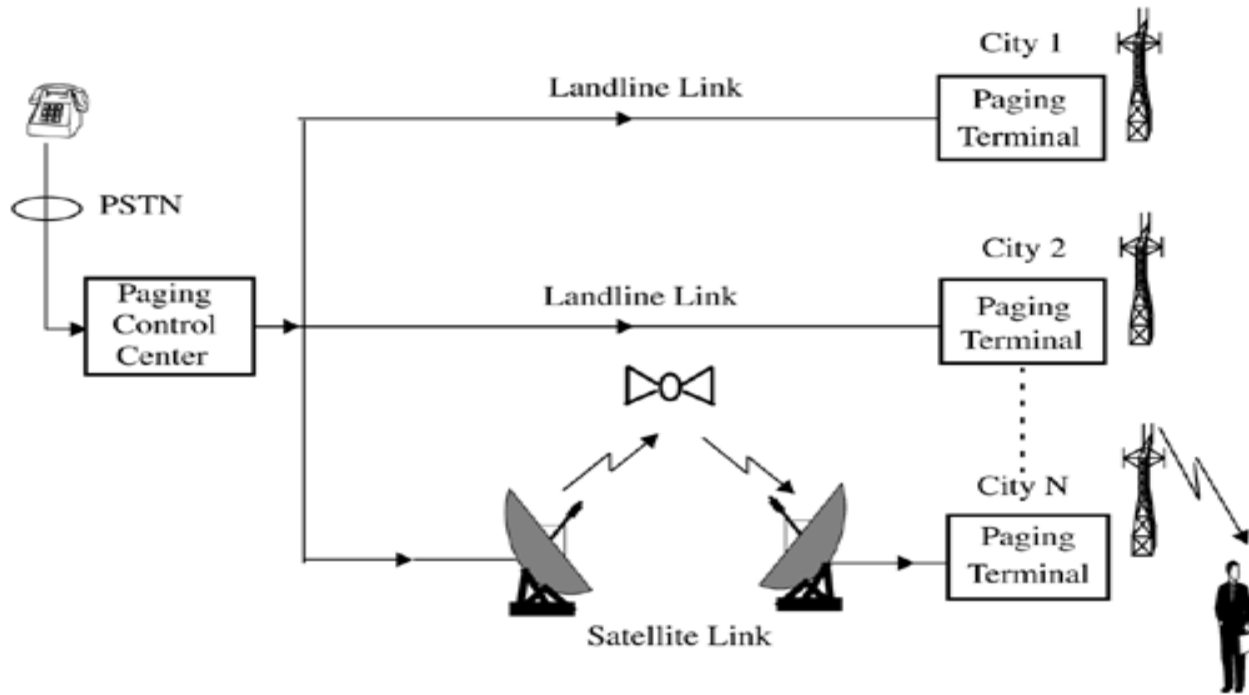 City 1
Landline Link
Paging
Terminal
PSTN
City 2
Paging
Control
Center
Landline Link
Paging
Terminal
City N
Paging
Terminal
Satellite Link